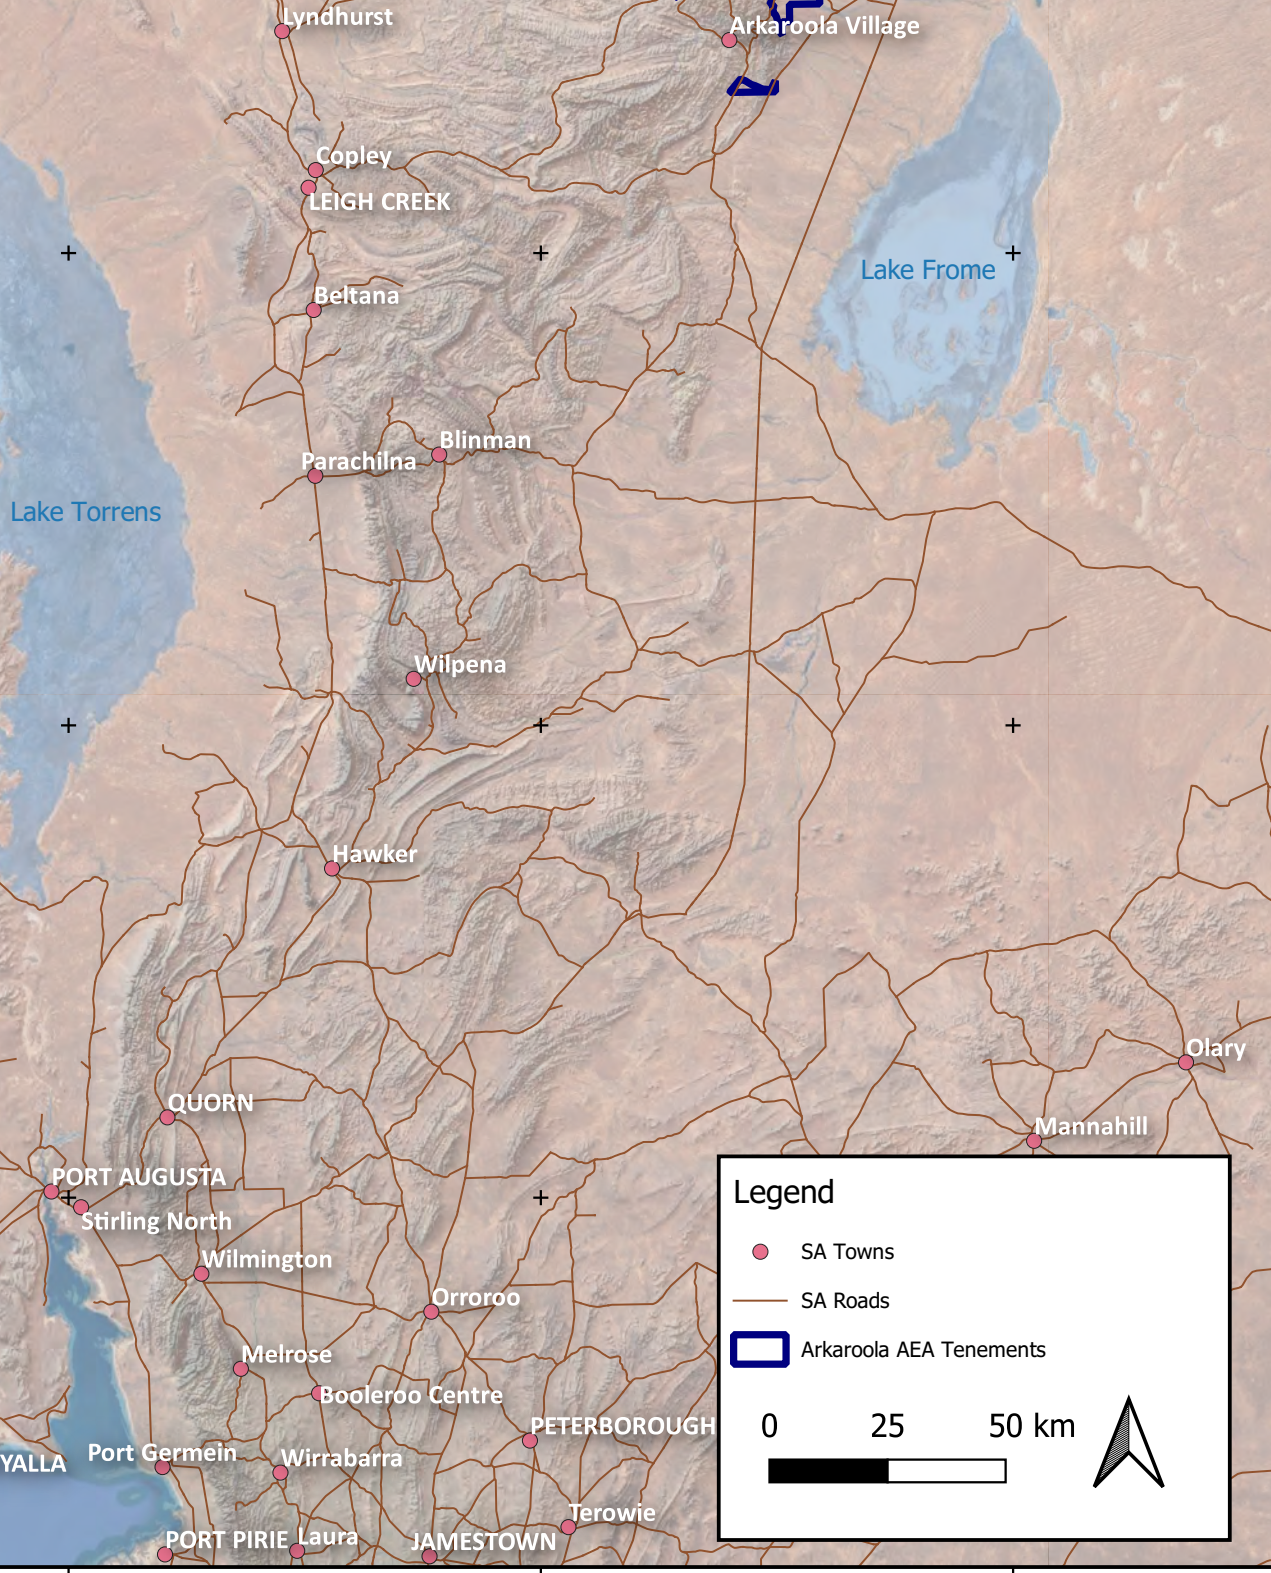 Lyndhurst
Arkaroola Village
Copley
LEIGH CREEK
Lake Frome
Beltana
Blinman
Parachilna
Lake Torrens
Wilpena
Hawker
Olary
QUORN
Mannahill
PORT AUGUSTA
Stirling North
Wilmington
Orroroo
Melrose
Booleroo Centre
PETERBOROUGH
Port Germein
Wirrabarra
YALLA
Terowie
PORT PIRIE
Laura
JAMESTOWN
Legend
SA Towns
SA Roads
Arkaroola AEA Tenements
0 25 50 km